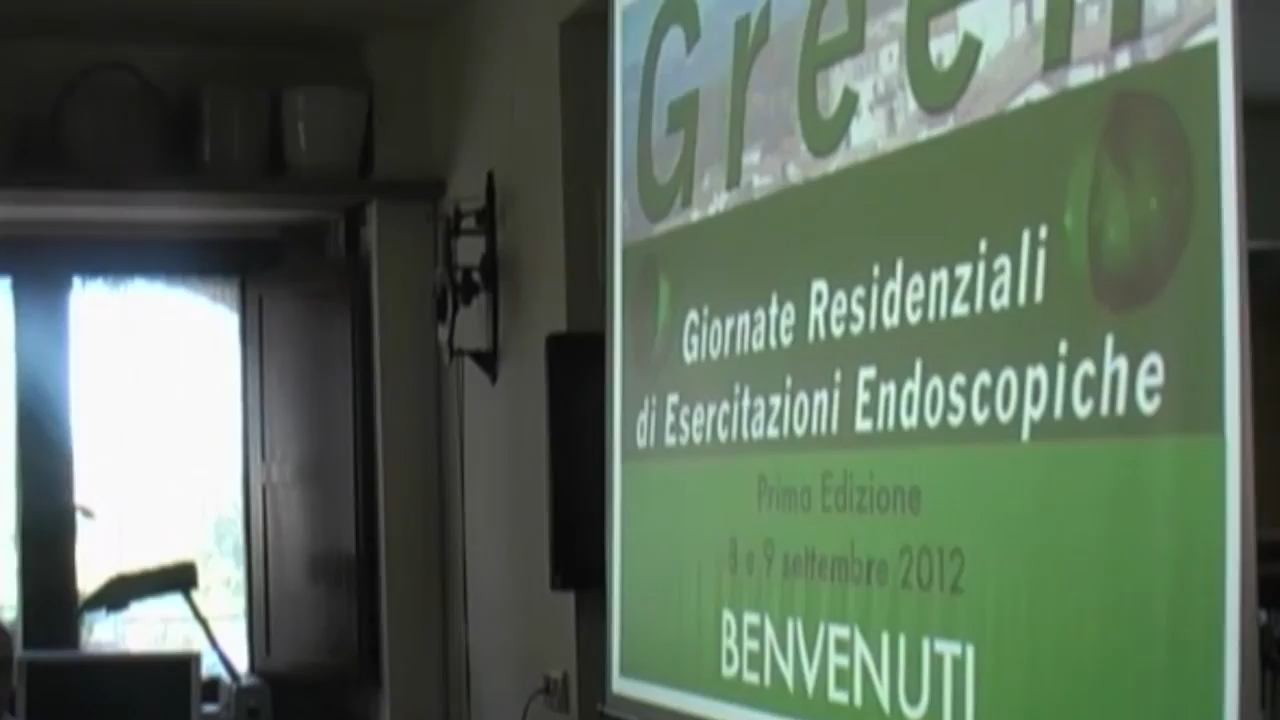 Green
Giornate Residenziali
di Esercitazioni Endoscopiche
Prima Edizione
8 e 9 settembre 2012
BENVENUTI